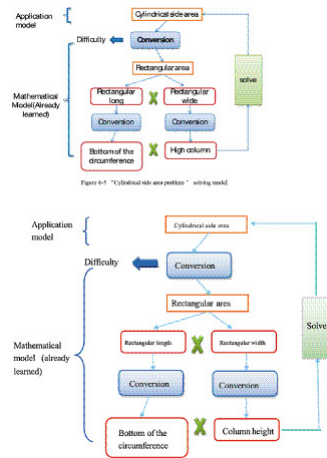 Application
model
Cylindrical side area
Difficulty
Conversion
Rectangular area
solve
Mathematical
Model(Already
learned)
Rectangular
long
Rectangular
wide
Conversion
Conversion
Bottom of the
circumference
High column
Figure 6-5 "Cylindrical side area problem" solving model
Application
model
Cylindrical side area
Difficulty
Conversion
Rectangular area
Solve
Mathematical
model (already
learned)
Rectangular length
Rectangular width
Conversion
Conversion
Bottom of the
circumference
Column height